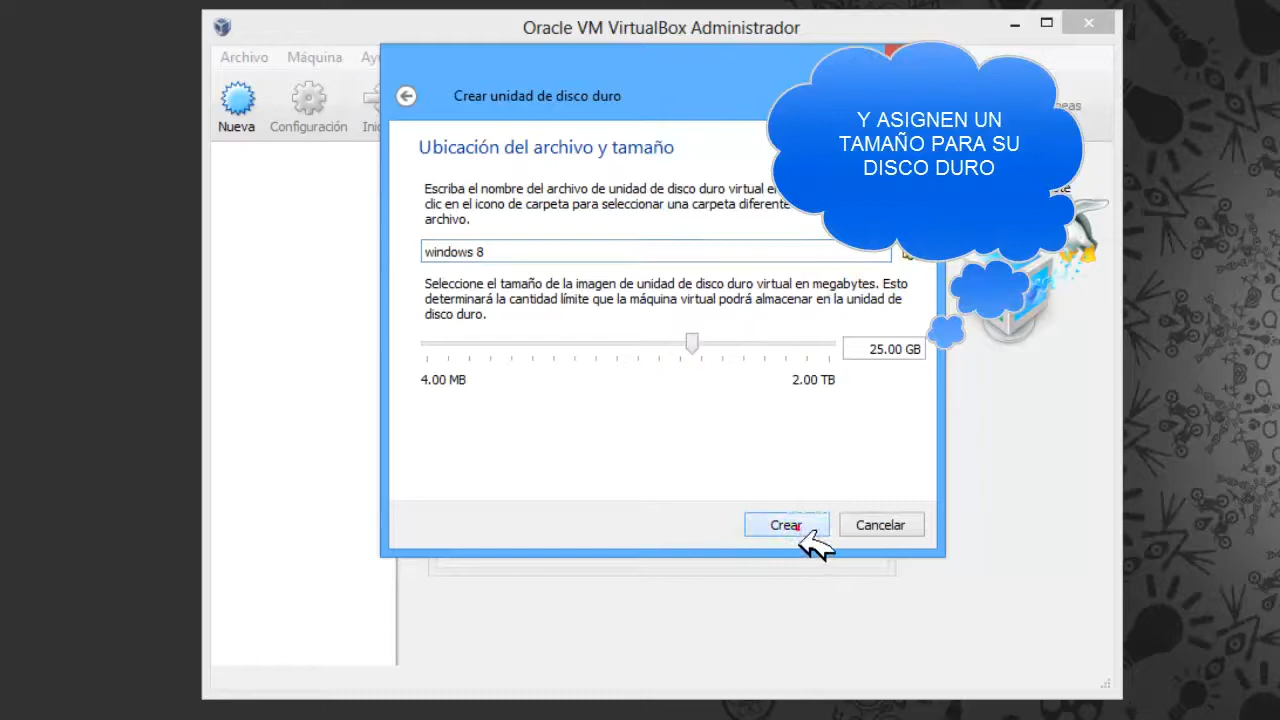 Oracle VM VirtualBox Administrador
Archivo Máquina Ay
Nueva Configuración Inic
Crear unidad de disco duro
Y ASIGNEN UN
TAMAÑO PARA SU
DISCO DURO
Ubicación del archivo y tamaño
Escriba el nombre del archivo de unidad de disco duro virtual en
clic en el icono de carpeta para seleccionar una carpeta diferente
archivo.
windows 8
Seleccione el tamaño de la imagen de unidad de disco duro virtual en megabytes. Esto
determinará la cantidad límite que la máquina virtual podrá almacenar en la unidad de
disco duro.
25.00 GB
4.00 MB 2.00 TB
Crear Cancelar